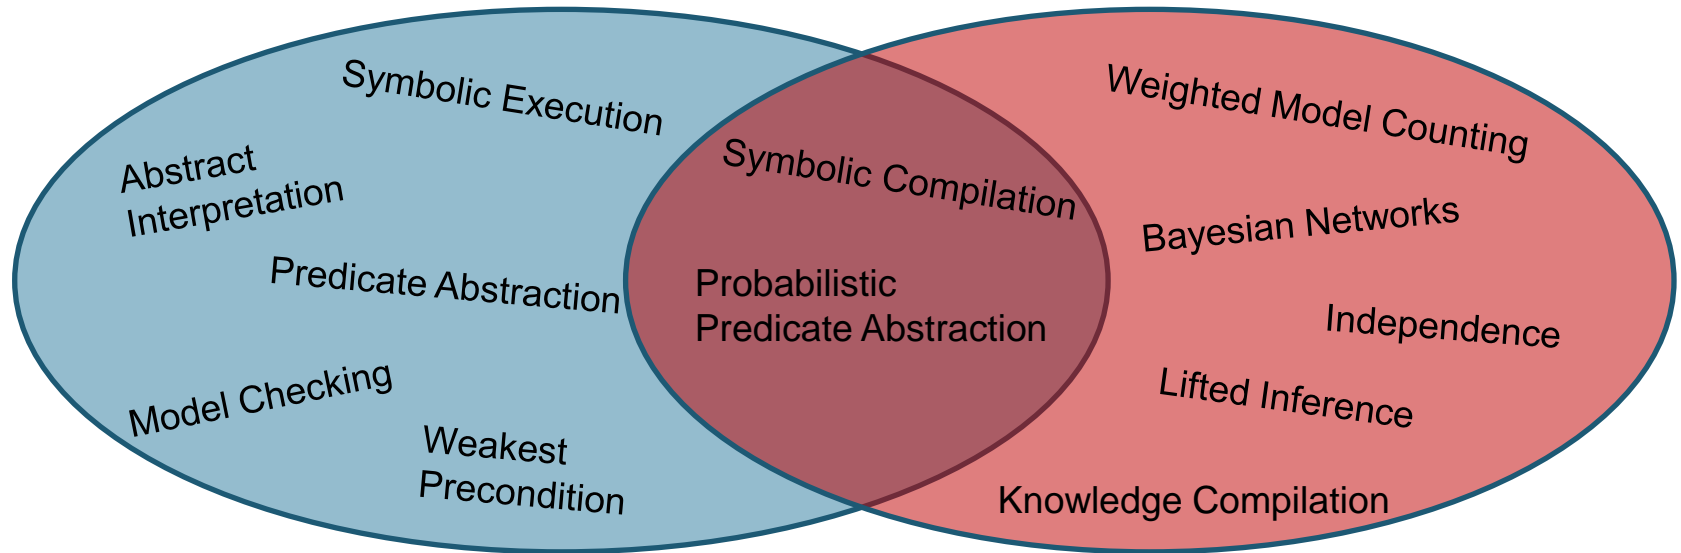 Symbolic Execution
Abstract
Interpretation
Predicate Abstraction
Model Checking
Weakest
Precondition
Symbolic Compilation
Probabilistic
Predicate Abstraction
Weighted Model Counting
Bayesian Networks
Independence
Lifted Inference
Knowledge Compilation